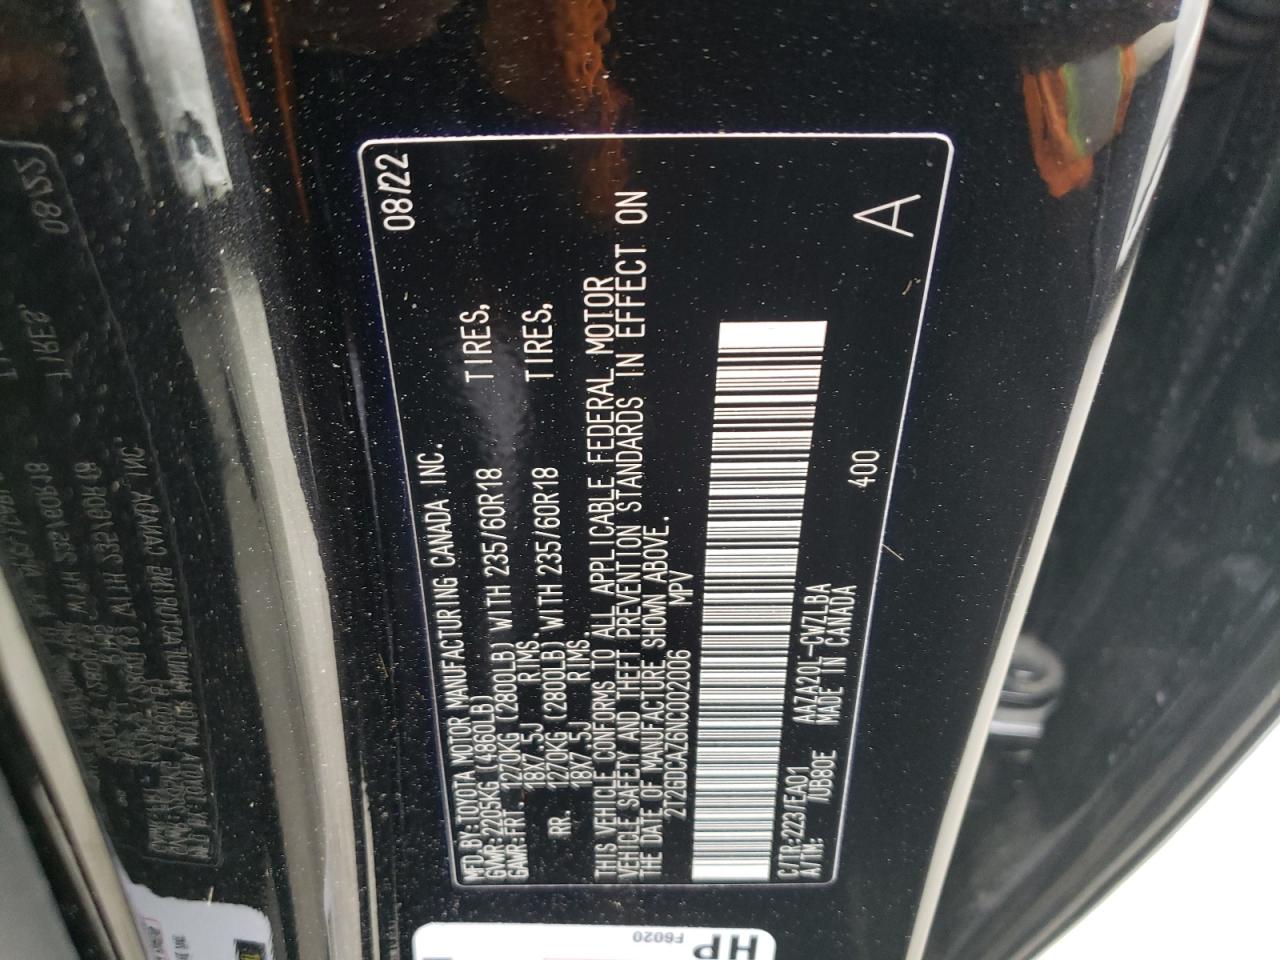 MFD.BY:TOYOTA MOTOR MANUFACTURING CANADA INC. 08/22
GVWR:2205KG (4860LB)
GAWR:FRT. 1270KG (2800LB) WITH 235/60R18 TIRES,
18X7.5J RIMS.
RR. 1270KG (2800LB) WITH 235/60R18 TIRES,
18X7.5J RIMS.
THIS VEHICLE CONFORMS TO ALL APPLICABLE FEDERAL MOTOR
VEHICLE SAFETY AND THEFT PREVENTION STANDARDS IN EFFECT ON
THE DATE OF MANUFACTURE SHOWN ABOVE.
2T2GDCAZ6NC002006 MPV
C/TR:223/EA01 AAZA20L-CWZLBA
A/TM: /UB80E MADE IN CANADA
400
A
F6020
HP